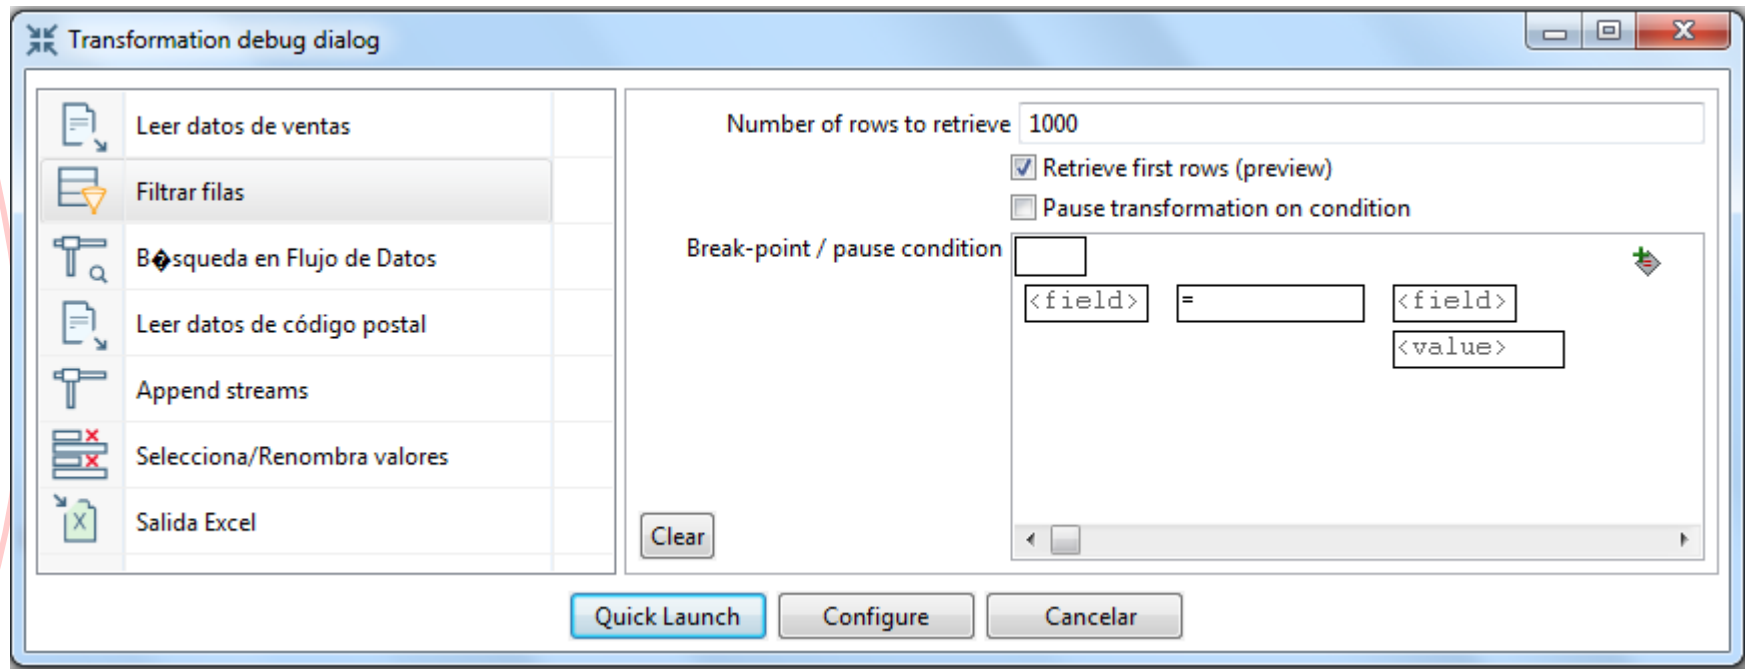 Transformation debug dialog
Leer datos de ventas
Filtrar filas
B�squeda en Flujo de Datos
Leer datos de código postal
Append streams
Selecciona/Renombra valores
Salida Excel
Number of rows to retrieve 1000
Retrieve first rows (preview)
Pause transformation on condition
Break-point / pause condition
<field> = <field>
<value>
Clear
Quick Launch Configure Cancelar